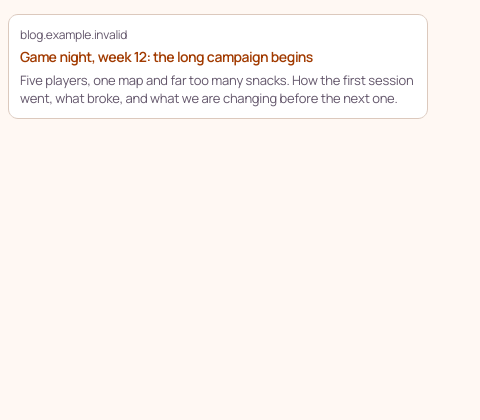 blog.example.invalid
Game night, week 12: the long campaign begins
Five players, one map and far too many snacks. How the first session
went, what broke, and what we are changing before the next one.